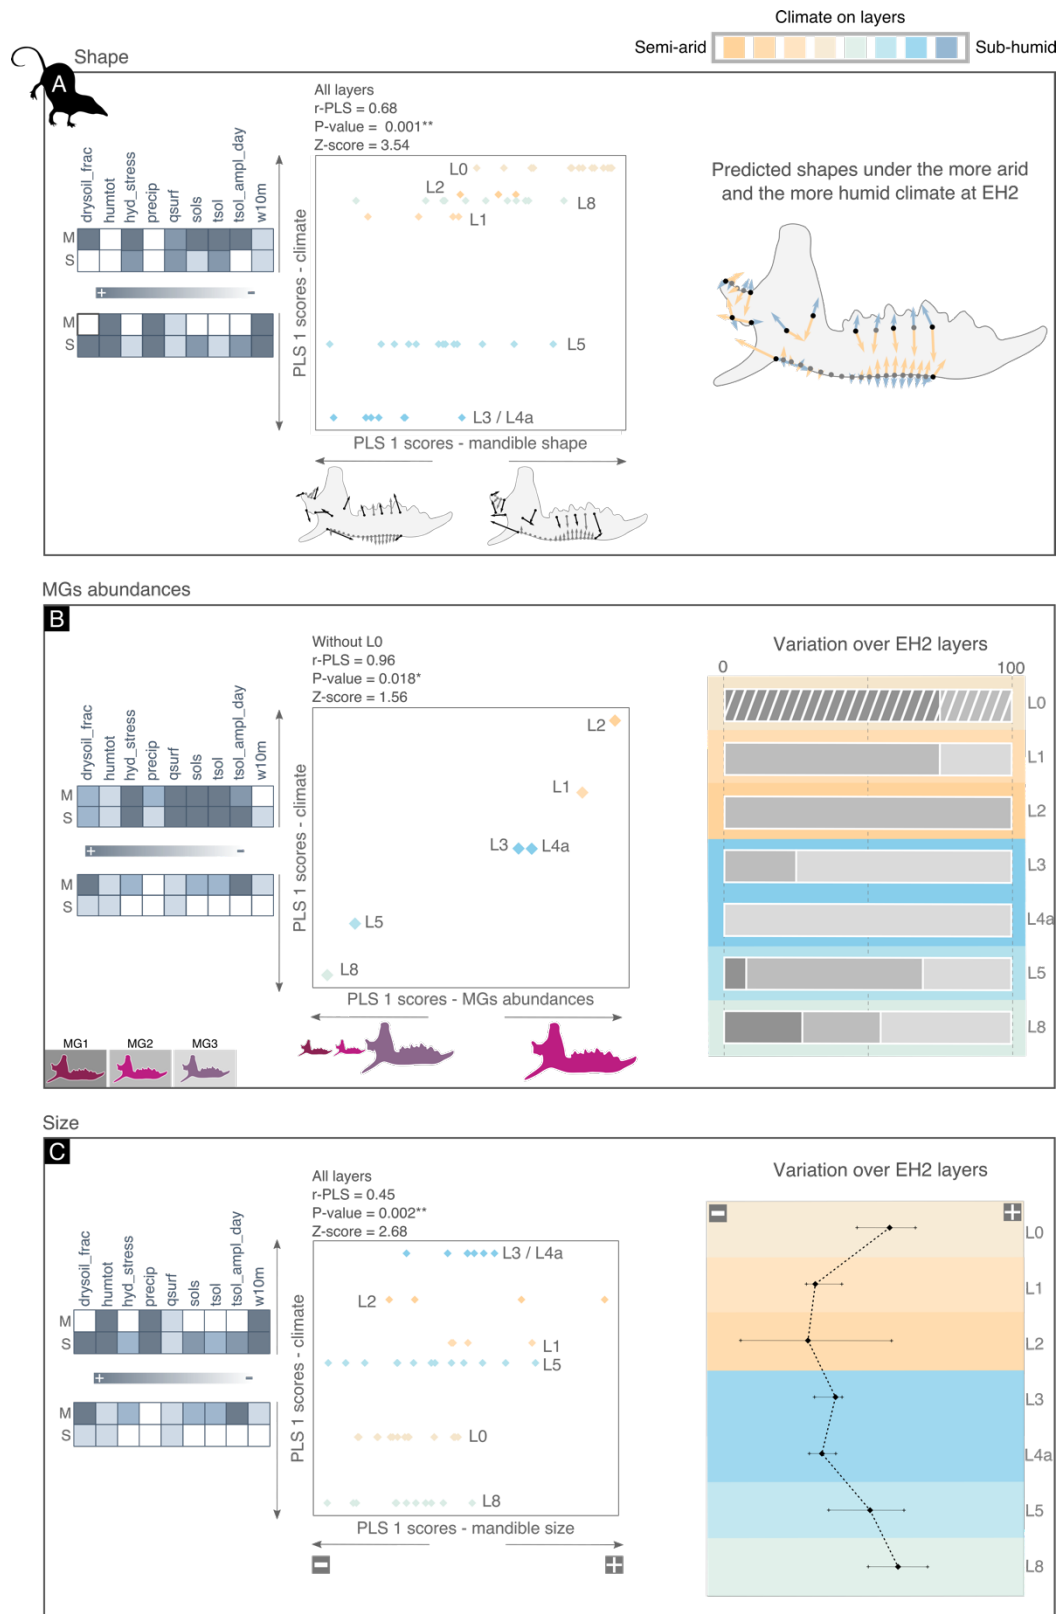 Climate on layers
Semi-arid
Sub-humid
Shape
A
All layers
r-PLS = 0.68
P-value = 0.001**
Z-score = 3.54
drysoil_frac
humtot
hyd_stress
precip
qsurf
sols
tsol
tsol_ampl_day
w10m
M
S
+
−
M
S
PLS 1 scores - climate
L0
L2
L8
L1
L5
L3 / L4a
PLS 1 scores - mandible shape
Predicted shapes under the more arid
and the more humid climate at EH2
MGs abundances
B
Without L0
r-PLS = 0.96
P-value = 0.018*
Z-score = 1.56
drysoil_frac
humtot
hyd_stress
precip
qsurf
sols
tsol
tsol_ampl_day
w10m
M
S
+
−
M
S
PLS 1 scores - climate
L2
L1
L3
L4a
L5
L8
PLS 1 scores - MGs abundances
MG1
MG2
MG3
Variation over EH2 layers
0
100
L0
L1
L2
L3
L4a
L5
L8
Size
C
All layers
r-PLS = 0.45
P-value = 0.002**
Z-score = 2.68
drysoil_frac
humtot
hyd_stress
precip
qsurf
sols
tsol
tsol_ampl_day
w10m
M
S
+
−
M
S
PLS 1 scores - climate
L3 / L4a
L2
L1
L5
L0
L8
PLS 1 scores - mandible size
−
+
Variation over EH2 layers
−
+
L0
L1
L2
L3
L4a
L5
L8